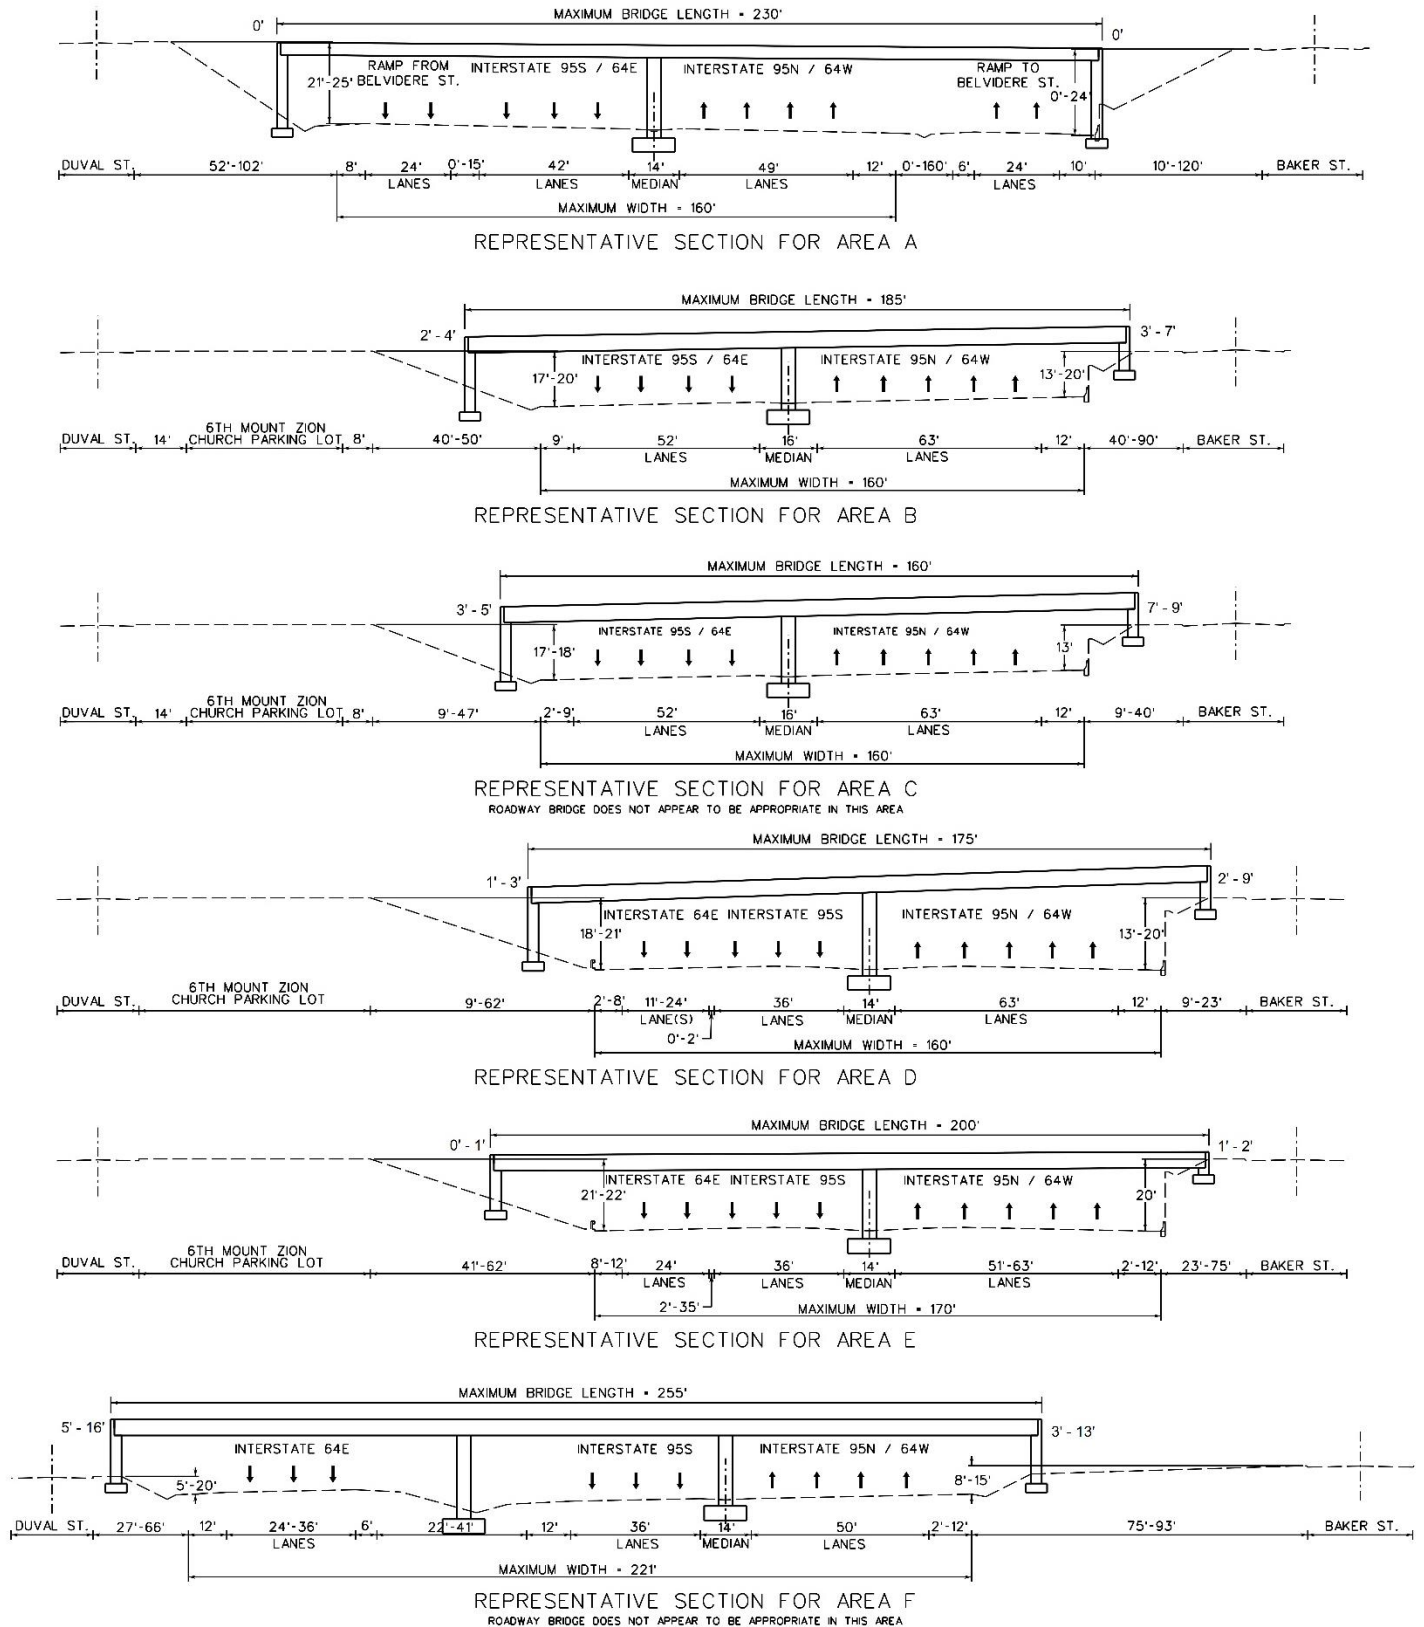 MAXIMUM BRIDGE LENGTH = 230'
0' 0'
RAMP FROM BELVIDERE ST. INTERSTATE 95S / 64E INTERSTATE 95N / 64W RAMP TO BELVIDERE ST.
21'-25' 0'-24'
DUVAL ST. 52'-102' 8' 24' 0'-15' 42' 14' 49' 12' 0'-160' 6' 24' 10' 10'-120' BAKER ST.
LANES LANES MEDIAN LANES LANES
MAXIMUM WIDTH = 160'
REPRESENTATIVE SECTION FOR AREA A
MAXIMUM BRIDGE LENGTH = 185'
2' - 4' 3' - 7'
INTERSTATE 95S / 64E INTERSTATE 95N / 64W
17'-20' 13'-20'
DUVAL ST. 14' 6TH MOUNT ZION CHURCH PARKING LOT 8' 40'-50' 9' 52' 16' 63' 12' 40'-90' BAKER ST.
LANES MEDIAN LANES
MAXIMUM WIDTH = 160'
REPRESENTATIVE SECTION FOR AREA B
MAXIMUM BRIDGE LENGTH = 160'
3' - 5' 7' - 9'
INTERSTATE 95S / 64E INTERSTATE 95N / 64W
17'-18' 13'
DUVAL ST. 14' 6TH MOUNT ZION CHURCH PARKING LOT 8' 9'-47' 2'-9' 52' 16' 63' 12' 9'-40' BAKER ST.
LANES MEDIAN LANES
MAXIMUM WIDTH = 160'
REPRESENTATIVE SECTION FOR AREA C
ROADWAY BRIDGE DOES NOT APPEAR TO BE APPROPRIATE IN THIS AREA
MAXIMUM BRIDGE LENGTH = 175'
1' - 3' 2' - 9'
INTERSTATE 64E INTERSTATE 95S INTERSTATE 95N / 64W
18'-21' 13'-20'
DUVAL ST. 6TH MOUNT ZION CHURCH PARKING LOT 9'-62' 2'-8' 11'-24' 36' 14' 63' 12' 9'-23' BAKER ST.
LANE(S) LANES MEDIAN LANES
0'-2'
MAXIMUM WIDTH = 160'
REPRESENTATIVE SECTION FOR AREA D
MAXIMUM BRIDGE LENGTH = 200'
0' - 1' 1' - 2'
INTERSTATE 64E INTERSTATE 95S INTERSTATE 95N / 64W
21'-22' 20'
DUVAL ST. 6TH MOUNT ZION CHURCH PARKING LOT 41'-62' 8'-12' 24' 36' 14' 51'-63' 2'-12' 23'-75' BAKER ST.
LANES LANES MEDIAN LANES
2'-35'
MAXIMUM WIDTH = 170'
REPRESENTATIVE SECTION FOR AREA E
MAXIMUM BRIDGE LENGTH = 255'
5' - 16' 3' - 13'
INTERSTATE 64E INTERSTATE 95S INTERSTATE 95N / 64W
5'-20' 8'-15'
DUVAL ST. 27'-66' 12' 24'-36' 6' 22'-41' 12' 36' 14' 50' 2'-12' 75'-93' BAKER ST.
LANES LANES MEDIAN LANES
MAXIMUM WIDTH = 221'
REPRESENTATIVE SECTION FOR AREA F
ROADWAY BRIDGE DOES NOT APPEAR TO BE APPROPRIATE IN THIS AREA